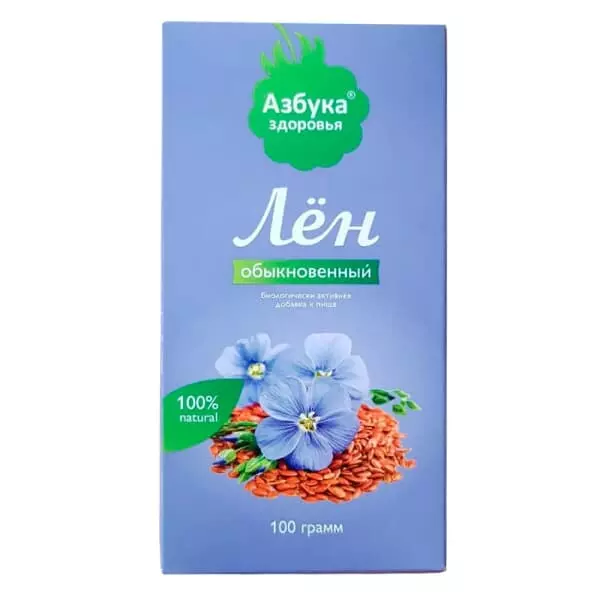 Азбука®
здоровья
Лён
обыкновенный
биологически активная
добавка к пище
100%
natural
100 грамм